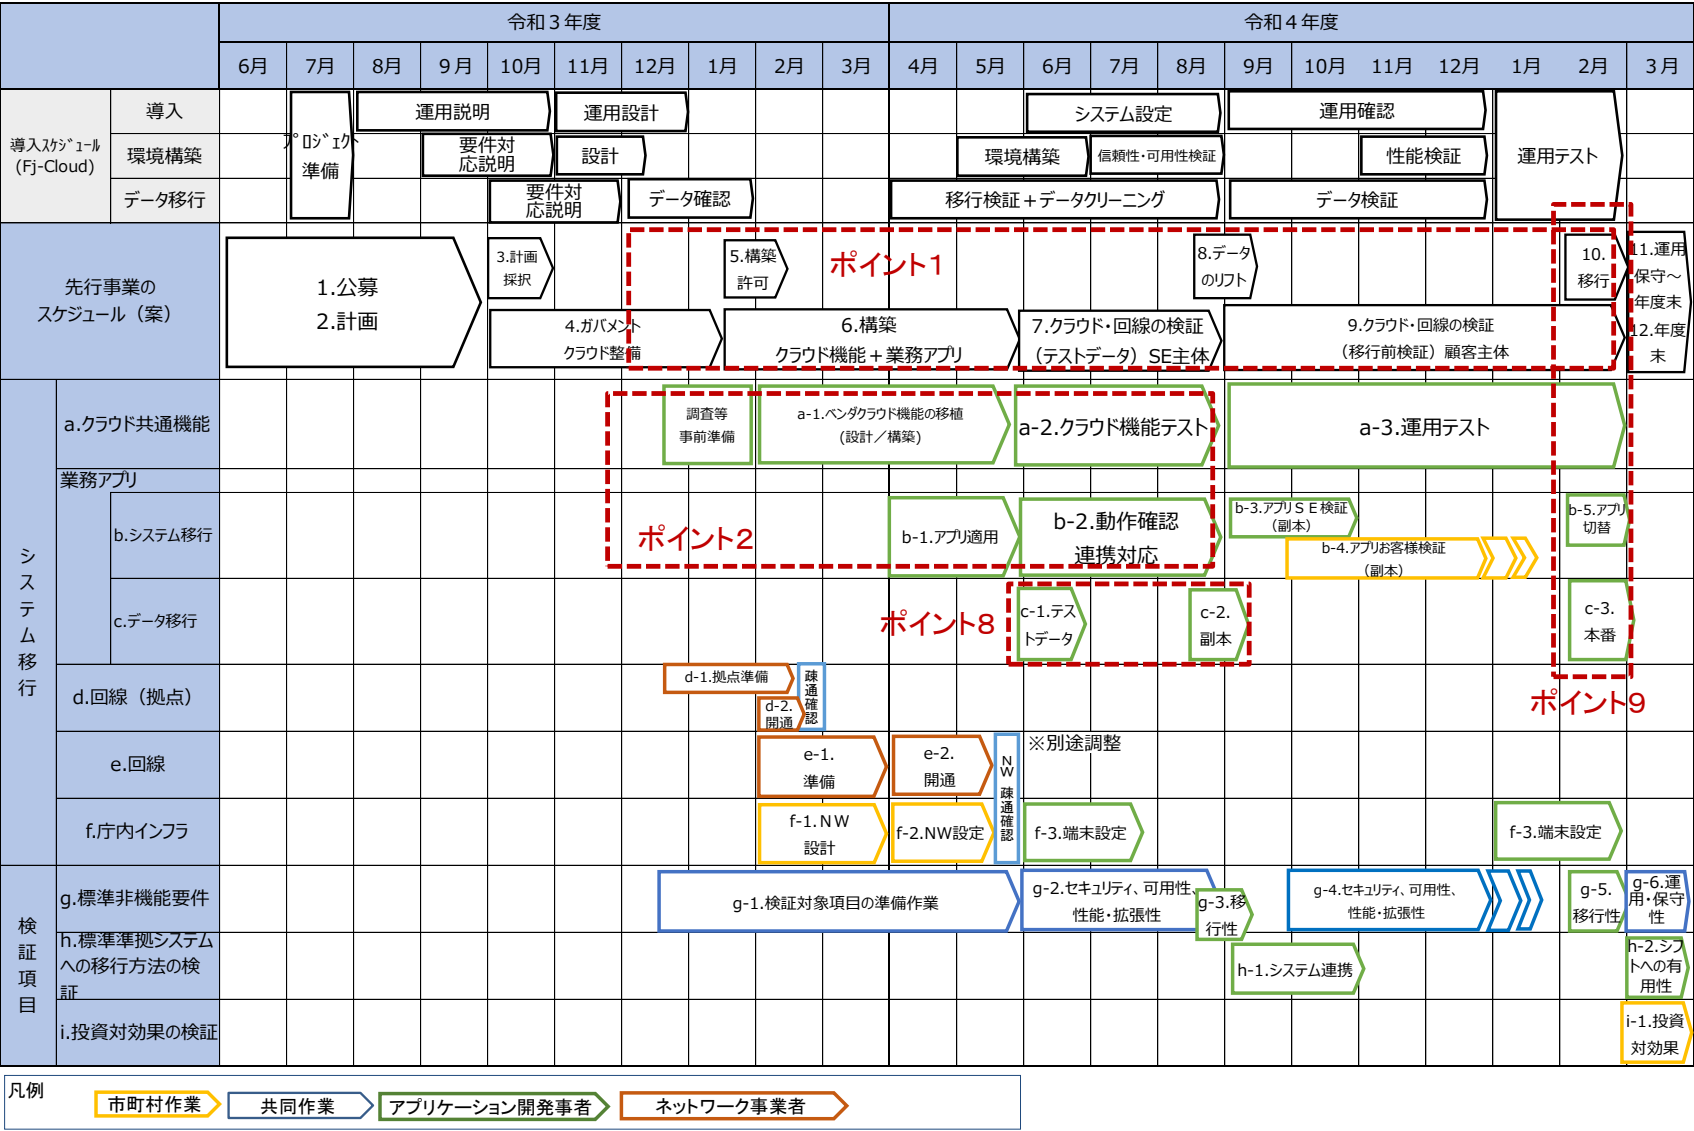 令和３年度
令和４年度
6月
7月
8月
９月
10月
11月
12月
1月
2月
3月
4月
5月
6月
7月
8月
9月
10月
11月
12月
1月
2月
３月
導入ｽｹｼﾞｭｰﾙ
(Fj-Cloud)
導入
環境構築
データ移行
プロジェクト
準備
運用説明
運用設計
システム設定
運用確認
運用テスト
要件対
応説明
設計
環境構築
信頼性・可用性検証
性能検証
要件対
応説明
データ確認
移行検証＋データクリーニング
データ検証
先行事業の
スケジュール（案）
1.公募
2.計画
3.計画
採択
4.ガバメント
クラウド整備
5.構築
許可
ポイント1
6.構築
クラウド機能＋業務アプリ
7.クラウド・回線の検証
（テストデータ）SE主体
8.データ
のリフト
9.クラウド・回線の検証
（移行前検証）顧客主体
10.
移行
11.運用
保守～
年度末
12.年度
末
システム移行
a.クラウド共通機能
調査等
事前準備
a-1.ベンダクラウド機能の移植
(設計／構築)
a-2.クラウド機能テスト
a-3.運用テスト
業務アプリ
b.システム移行
ポイント2
b-1.アプリ適用
b-2.動作確認
連携対応
b-3.アプリＳＥ検証
（副本）
b-4.アプリお客様検証
（副本）
b-5.アプリ
切替
c.データ移行
ポイント8
c-1.テス
トデータ
c-2.
副本
c-3.
本番
ポイント9
d.回線（拠点）
d-1.拠点準備
d-2.
開通
疎通確認
e.回線
e-1.
準備
e-2.
開通
NW 疎通確認
※別途調整
f.庁内インフラ
f-1.ＮＷ
設計
f-2.NW設定
f-3.端末設定
f-3.端末設定
検証項目
g.標準非機能要件
g-1.検証対象項目の準備作業
g-2.セキュリティ、可用性、
性能・拡張性
g-3.移
行性
g-4.セキュリティ、可用性、
性能・拡張性
g-5.
移行性
g-6.運
用・保守
性
h.標準準拠システム
への移行方法の検
証
h-1.システム連携
h-2.シフ
トへの有
用性
i.投資対効果の検証
i-1.投資
対効果
凡例
市町村作業
共同作業
アプリケーション開発事者
ネットワーク事業者